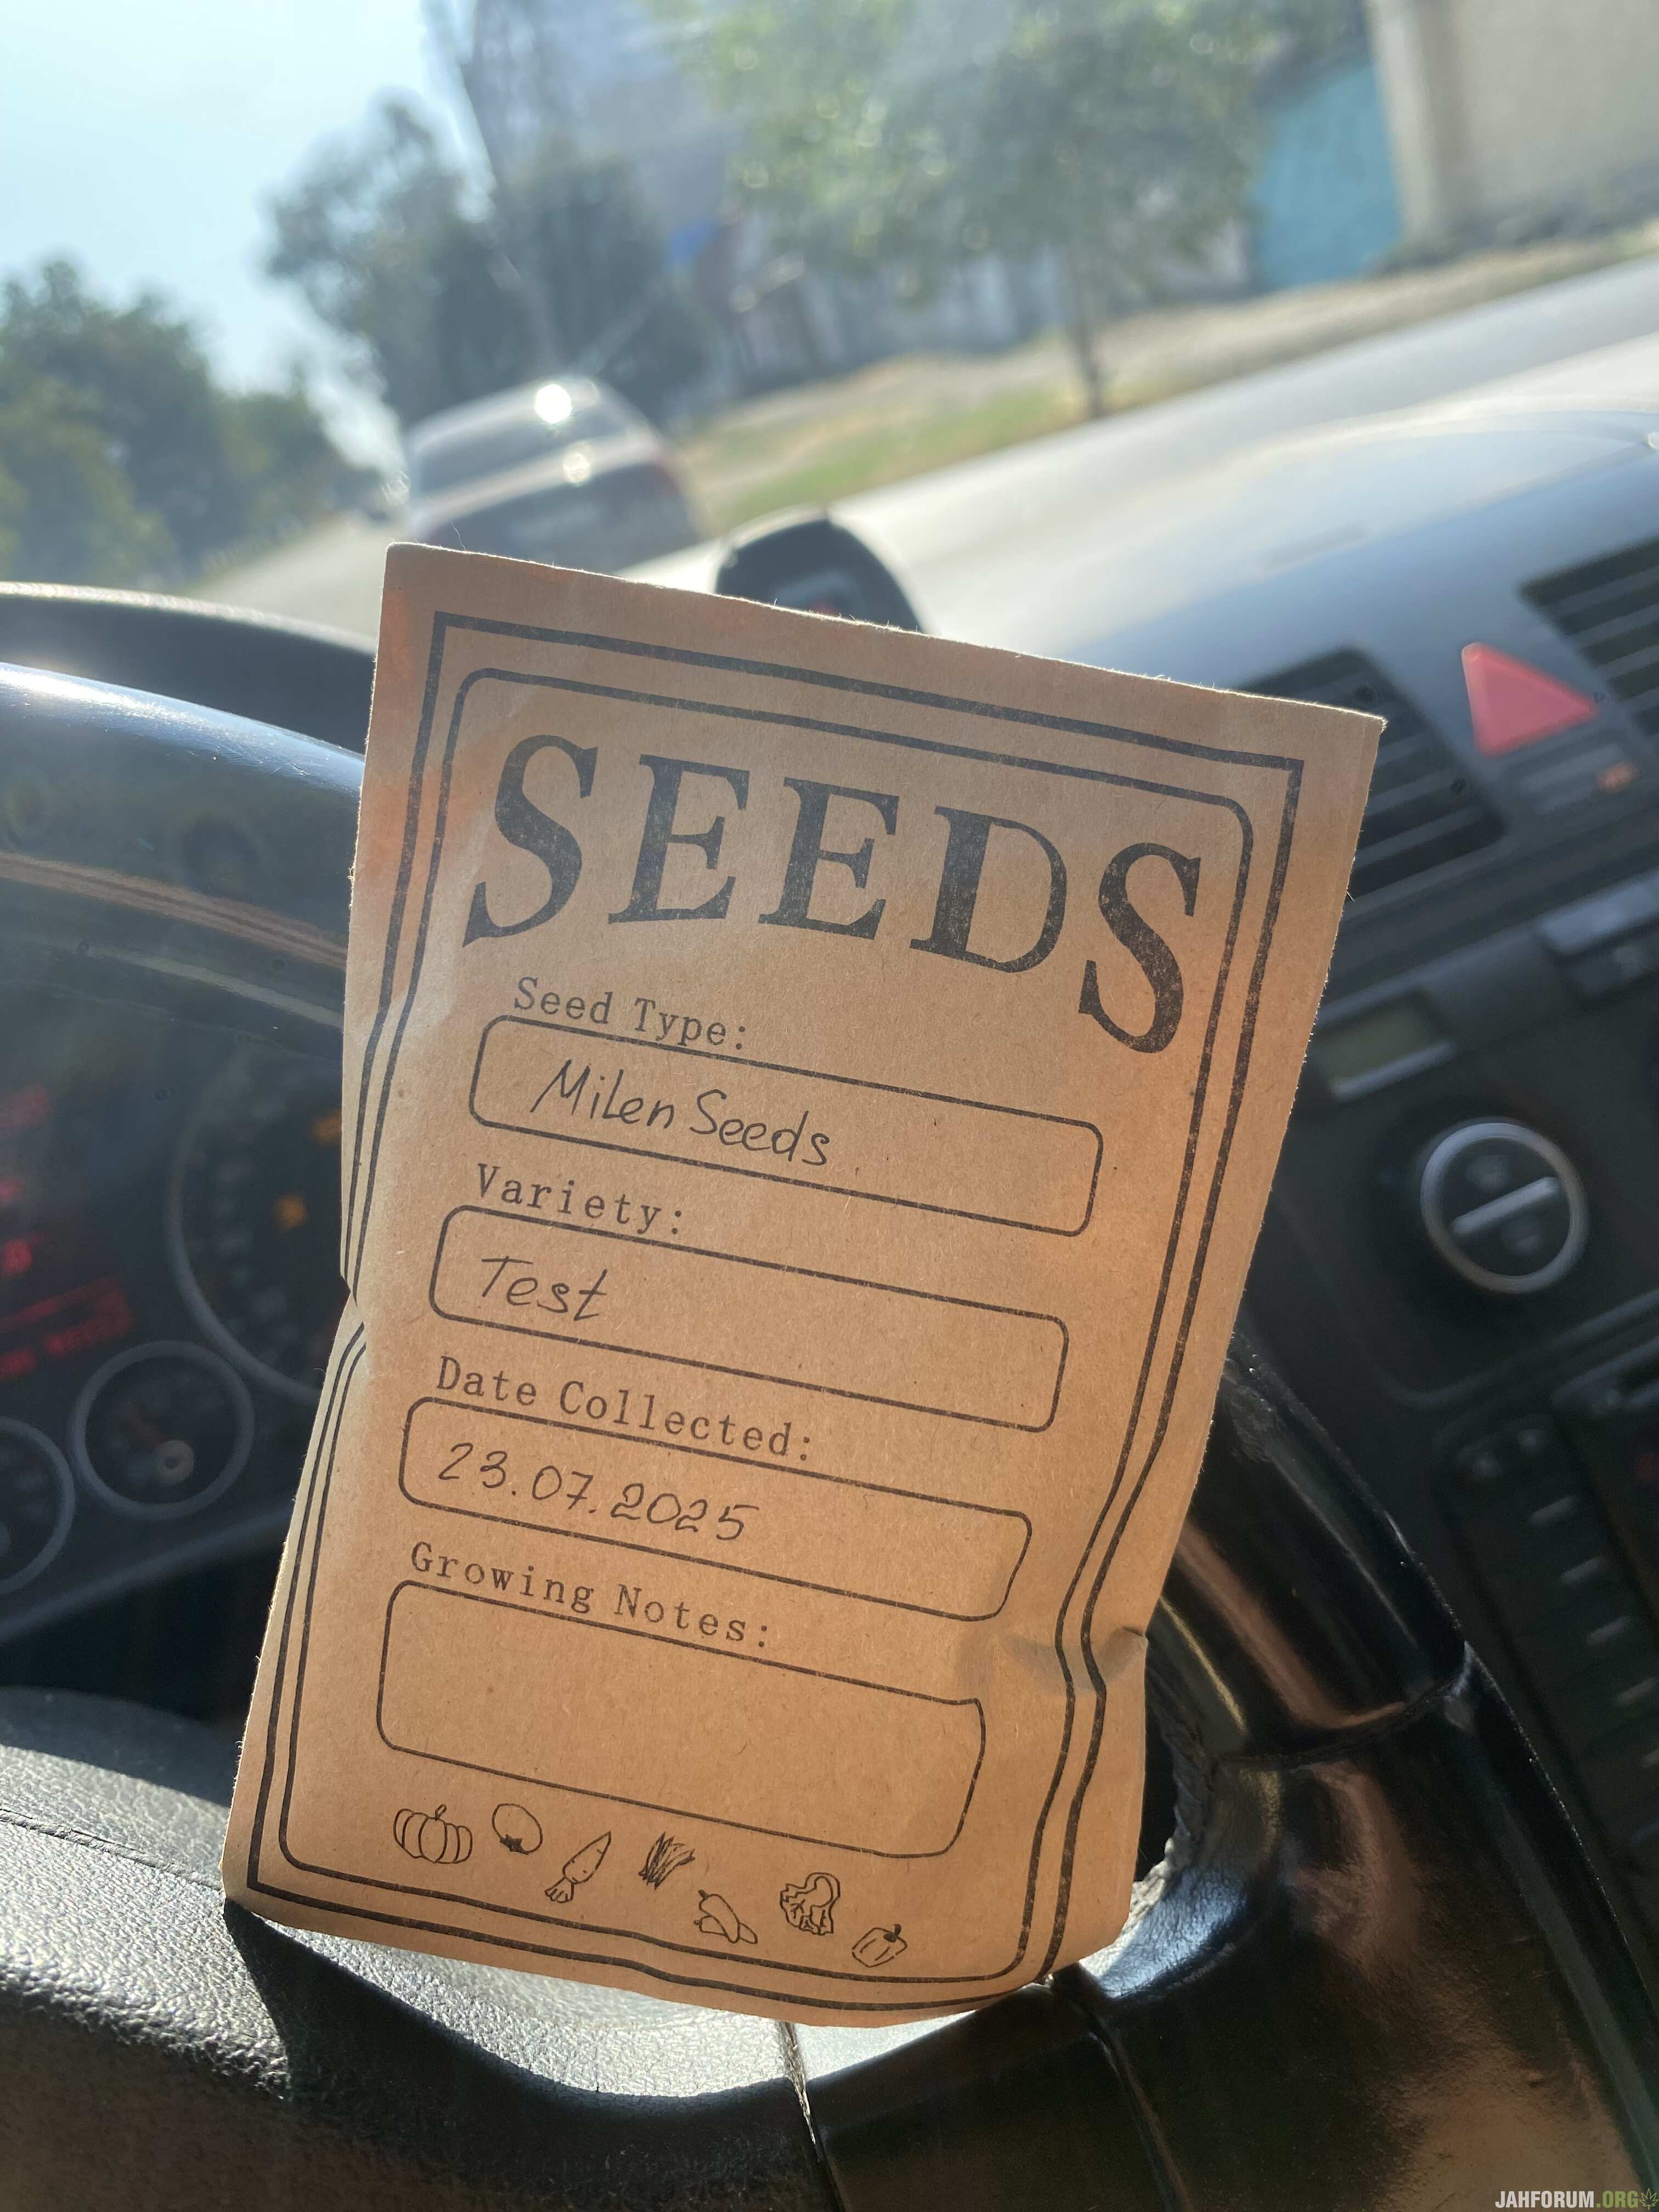 SEEDS
Seed Type:
Milen Seeds
Variety:
Test
Date Collected:
23.07.2025
Growing Notes:
JAHFORUM.ORG